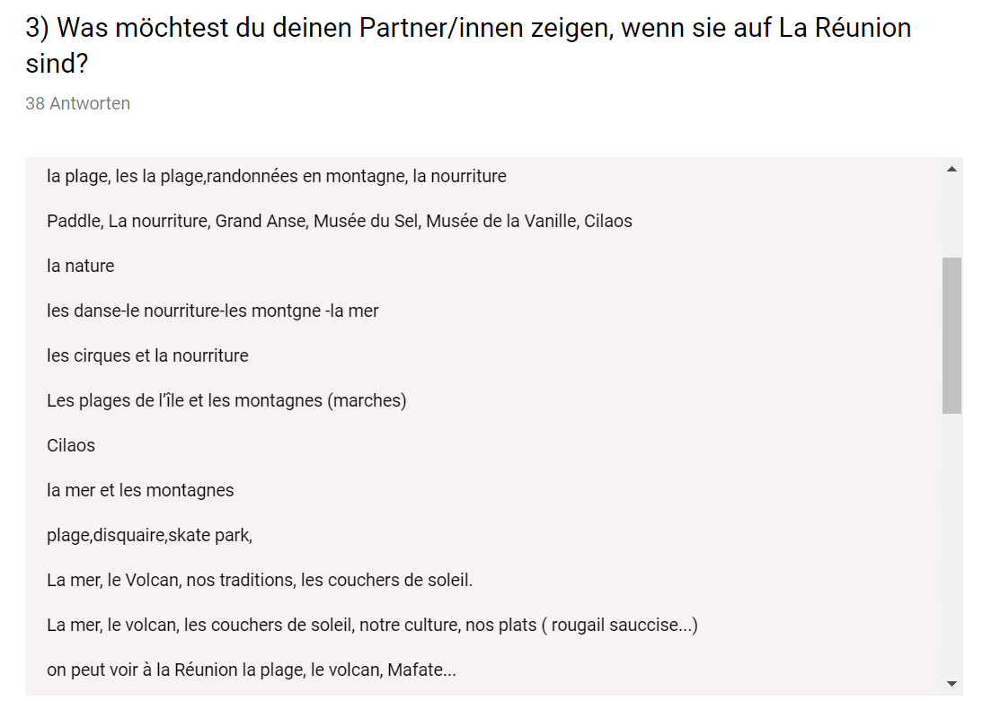 3) Was möchtest du deinen Partner/innen zeigen, wenn sie auf La Réunion
sind?
38 Antworten
la plage, les la plage,randonnées en montagne, la nourriture
Paddle, La nourriture, Grand Anse, Musée du Sel, Musée de la Vanille, Cilaos
la nature
les danse-le nourriture-les montgne -la mer
les cirques et la nourriture
Les plages de l’île et les montagnes (marches)
Cilaos
la mer et les montagnes
plage,disquaire,skate park,
La mer, le Volcan, nos traditions, les couchers de soleil.
La mer, le volcan, les couchers de soleil, notre culture, nos plats ( rougail sauccise...)
on peut voir à la Réunion la plage, le volcan, Mafate...